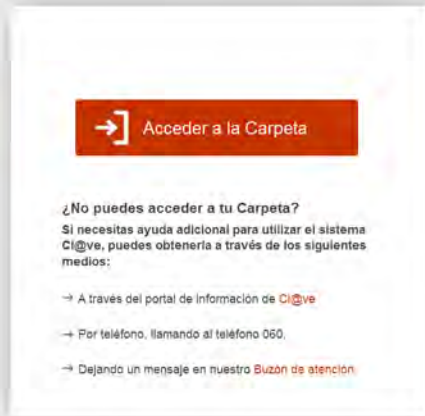 Acceder a la Carpeta
¿No puedes acceder a tu Carpeta?
Si necesitas ayuda adicional para utilizar el sistema
Cl@ve, puedes obtenerla a través de los siguientes
medios:
→ A través del portal de información de Cl@ve
→ Por teléfono, llamando al teléfono 060.
→ Dejando un mensaje en nuestro Buzón de atención